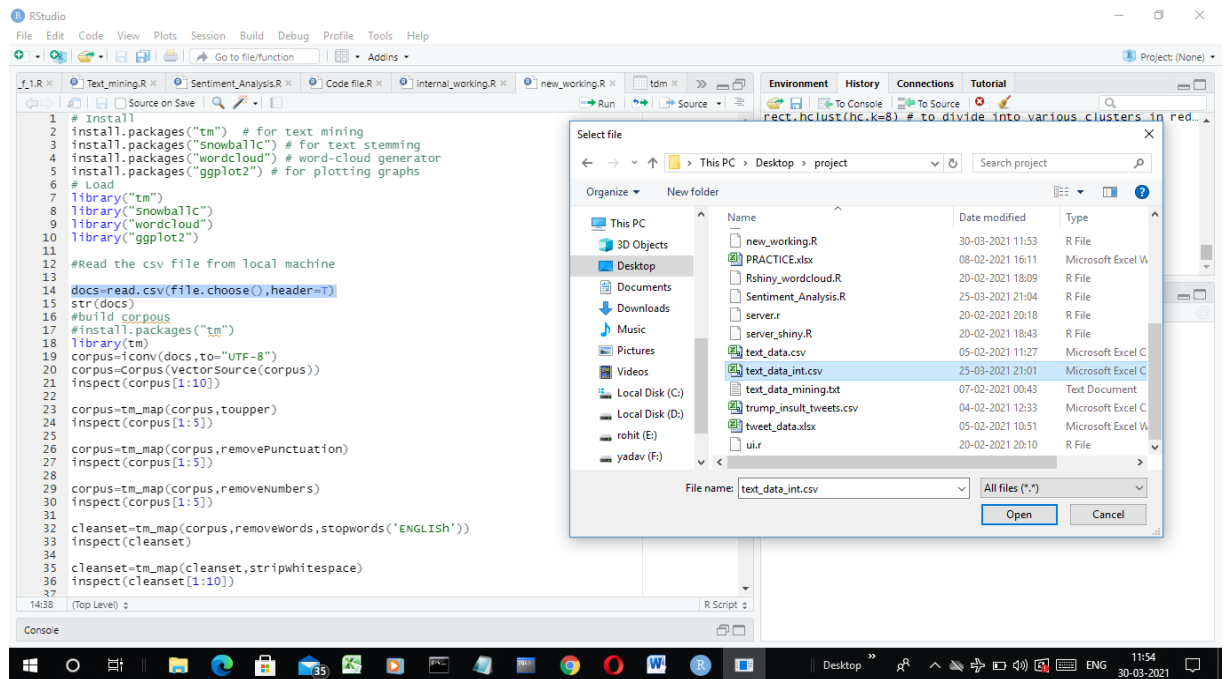 RStudio
File Edit Code View Plots Session Build Debug Profile Tools Help
Go to file/function Addins Project: (None)
_f_1.R Text_mining.R Sentiment_Analysis.R Code file.R internal_working.R new_working.R tdm
Source on Save Run Source
1 # Install
2 install.packages("tm") # for text mining
3 install.packages("SnowballC") # for text stemming
4 install.packages("wordcloud") # word-cloud generator
5 install.packages("ggplot2") # for plotting graphs
6 # Load
7 library("tm")
8 library("SnowballC")
9 library("wordcloud")
10 library("ggplot2")
11
12 #Read the csv file from local machine
13
14 docs=read.csv(file.choose(),header=T)
15 str(docs)
16 #build corpous
17 #install.packages("tm")
18 library(tm)
19 corpus=iconv(docs,to="UTF-8")
20 corpus=Corpus(VectorSource(corpus))
21 inspect(corpus[1:10])
22
23 corpus=tm_map(corpus,toupper)
24 inspect(corpus[1:5])
25
26 corpus=tm_map(corpus,removePunctuation)
27 inspect(corpus[1:5])
28
29 corpus=tm_map(corpus,removeNumbers)
30 inspect(corpus[1:5])
31
32 cleanset=tm_map(corpus,removeWords,stopwords('ENGLISh'))
33 inspect(cleanset)
34
35 cleanset=tm_map(cleanset,stripWhitespace)
36 inspect(cleanset[1:10])
37
14:38 (Top Level) R Script
Console
Environment History Connections Tutorial
To Console To Source
rect.hclust(hc,k=8) # to divide into various clusters in red…
Select file
This PC > Desktop > project Search project
Organize New folder
This PC
3D Objects
Desktop
Documents
Downloads
Music
Pictures
Videos
Local Disk (C:)
Local Disk (D:)
rohit (E:)
yadav (F:)
Name Date modified Type
new_working.R 30-03-2021 11:53 R File
PRACTICE.xlsx 08-02-2021 16:11 Microsoft Excel W
Rshiny_wordcloud.R 20-02-2021 18:09 R File
Sentiment_Analysis.R 25-03-2021 21:04 R File
server.r 20-02-2021 20:18 R File
server_shiny.R 20-02-2021 18:43 R File
text_data.csv 05-02-2021 11:27 Microsoft Excel C
text_data_int.csv 25-03-2021 21:01 Microsoft Excel C
text_data_mining.txt 07-02-2021 00:43 Text Document
trump_insult_tweets.csv 04-02-2021 12:33 Microsoft Excel C
tweet_data.xlsx 05-02-2021 10:51 Microsoft Excel W
ui.r 20-02-2021 20:10 R File
File name: text_data_int.csv All files (*.*)
Open Cancel
35 Desktop ENG 11:54
30-03-2021